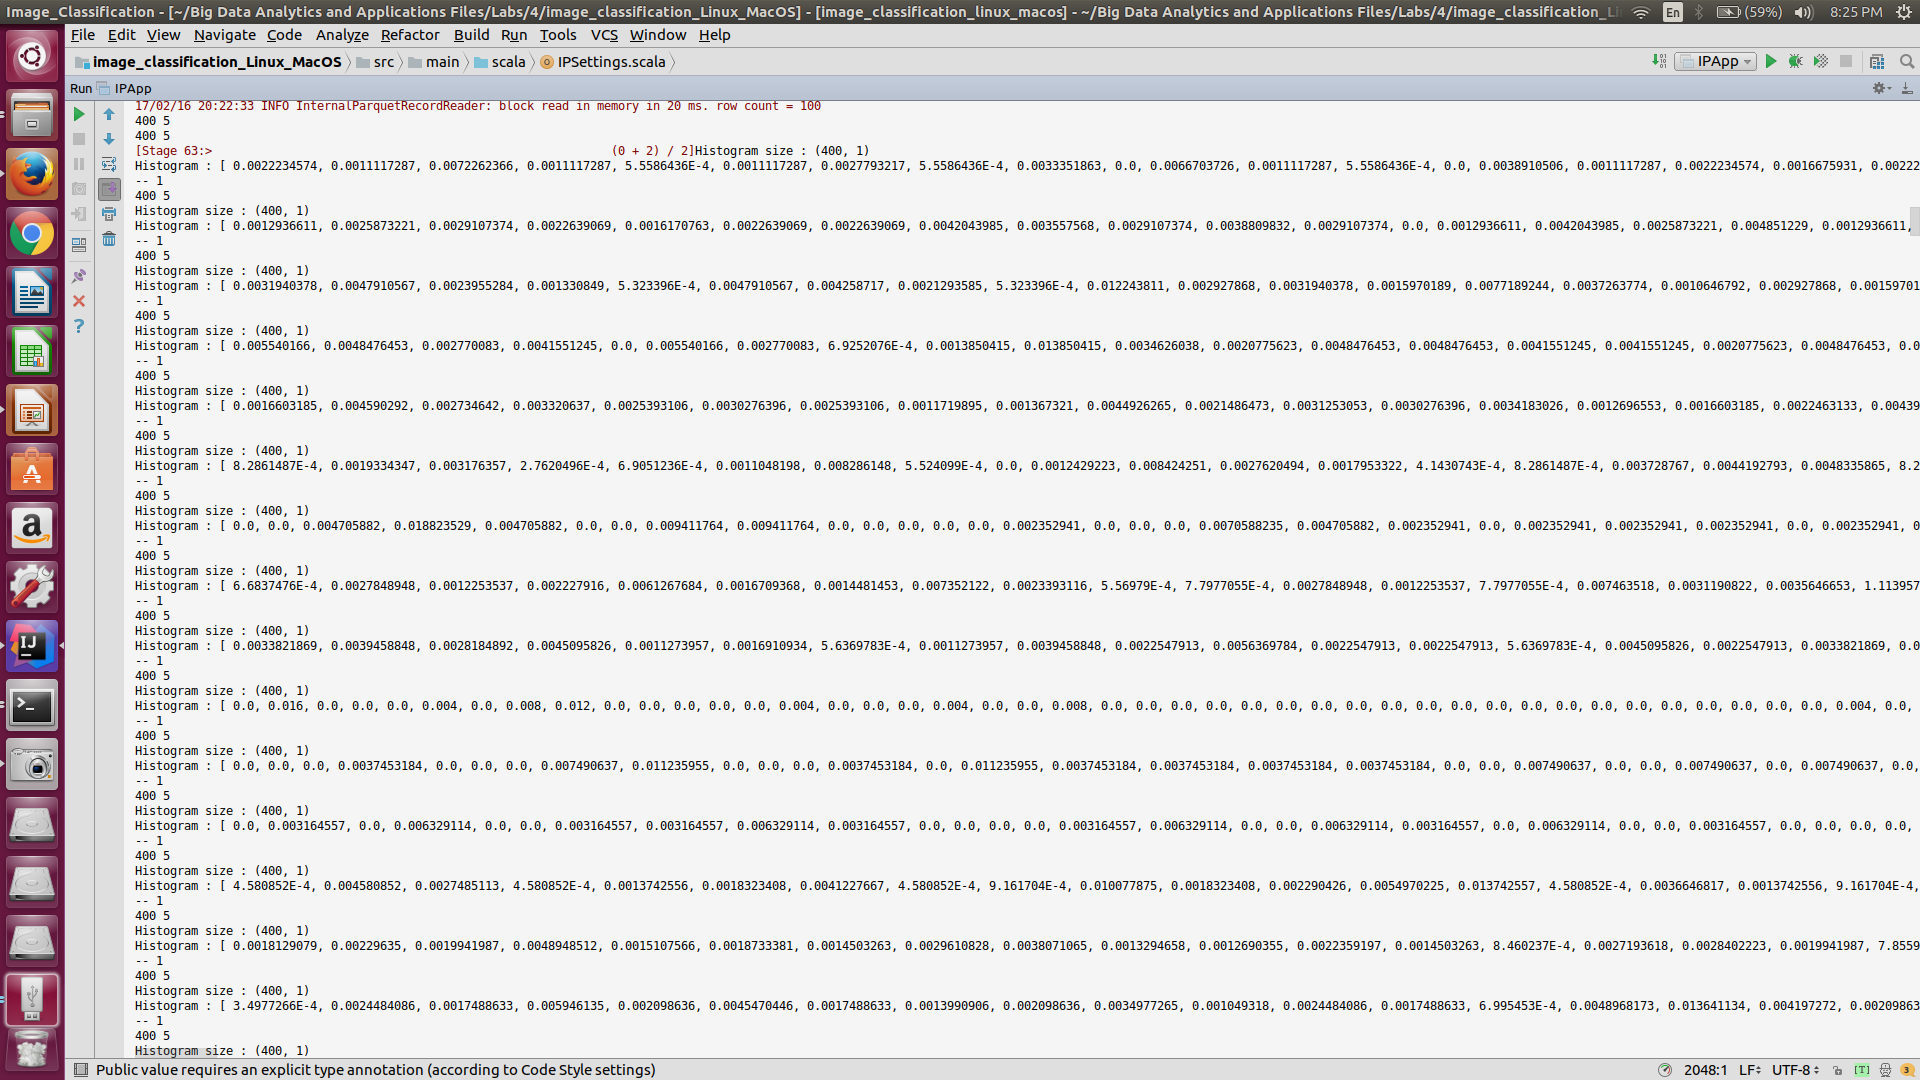 Image_Classification - [~/Big Data Analytics and Applications Files/Labs/4/image_classification_Linux_MacOS] - [image_classification_linux_macos] - ~/Big Data Analytics and Applications Files/Labs/4/image_classification_Li En (59%) 8:25 PM
File Edit View Navigate Code Analyze Refactor Build Run Tools VCS Window Help
image_classification_Linux_MacOS src main scala IPSettings.scala IPApp
Run IPApp
17/02/16 20:22:33 INFO InternalParquetRecordReader: block read in memory in 20 ms. row count = 100
400 5
400 5
[Stage 63:> (0 + 2) / 2]Histogram size : (400, 1)
Histogram : [ 0.0022234574, 0.0011117287, 0.0072262366, 0.0011117287, 5.5586436E-4, 0.0011117287, 0.0027793217, 5.5586436E-4, 0.0033351863, 0.0, 0.0066703726, 0.0011117287, 5.5586436E-4, 0.0, 0.0038910506, 0.0011117287, 0.0022234574, 0.0016675931, 0.00222
-- 1
400 5
Histogram size : (400, 1)
Histogram : [ 0.0012936611, 0.0025873221, 0.0029107374, 0.0022639069, 0.0016170763, 0.0022639069, 0.0022639069, 0.0042043985, 0.003557568, 0.0029107374, 0.0038809832, 0.0029107374, 0.0, 0.0012936611, 0.0042043985, 0.0025873221, 0.004851229, 0.0012936611,
-- 1
400 5
Histogram size : (400, 1)
Histogram : [ 0.0031940378, 0.0047910567, 0.0023955284, 0.001330849, 5.323396E-4, 0.0047910567, 0.004258717, 0.0021293585, 5.323396E-4, 0.012243811, 0.002927868, 0.0031940378, 0.0015970189, 0.0077189244, 0.0037263774, 0.0010646792, 0.002927868, 0.0015970​1
-- 1
400 5
Histogram size : (400, 1)
Histogram : [ 0.005540166, 0.0048476453, 0.002770083, 0.0041551245, 0.0, 0.005540166, 0.002770083, 6.9252076E-4, 0.0013850415, 0.013850415, 0.0034626038, 0.0020775623, 0.0048476453, 0.0048476453, 0.0041551245, 0.0041551245, 0.0020775623, 0.0048476453, 0.0
-- 1
400 5
Histogram size : (400, 1)
Histogram : [ 0.0016603185, 0.004590292, 0.002734642, 0.003320637, 0.0025393106, 0.0030276396, 0.0025393106, 0.0011719895, 0.001367321, 0.0044926265, 0.0021486473, 0.0031253053, 0.0030276396, 0.0034183026, 0.0012696553, 0.0016603185, 0.0022463133, 0.00439
-- 1
400 5
Histogram size : (400, 1)
Histogram : [ 8.2861487E-4, 0.0019334347, 0.003176357, 2.7620496E-4, 6.9051236E-4, 0.0011048198, 0.008286148, 5.524099E-4, 0.0, 0.0012429223, 0.008424251, 0.0027620494, 0.0017953322, 4.1430743E-4, 8.2861487E-4, 0.003728767, 0.0044192793, 0.0048335865, 8.2
-- 1
400 5
Histogram size : (400, 1)
Histogram : [ 0.0, 0.0, 0.004705882, 0.018823529, 0.004705882, 0.0, 0.0, 0.009411764, 0.009411764, 0.0, 0.0, 0.0, 0.0, 0.0, 0.002352941, 0.0, 0.0, 0.0, 0.0070588235, 0.004705882, 0.002352941, 0.0, 0.002352941, 0.002352941, 0.002352941, 0.0, 0.002352941, 0
-- 1
400 5
Histogram size : (400, 1)
Histogram : [ 6.6837476E-4, 0.0027848948, 0.0012253537, 0.002227916, 0.0061267684, 0.0016709368, 0.0014481453, 0.007352122, 0.0023393116, 5.56979E-4, 7.7977055E-4, 0.0027848948, 0.0012253537, 7.7977055E-4, 0.007463518, 0.0031190822, 0.0035646653, 1.113957
-- 1
400 5
Histogram size : (400, 1)
Histogram : [ 0.0033821869, 0.0039458848, 0.0028184892, 0.0045095826, 0.0011273957, 0.0016910934, 5.6369783E-4, 0.0011273957, 0.0039458848, 0.0022547913, 0.0056369784, 0.0022547913, 0.0022547913, 5.6369783E-4, 0.0045095826, 0.0022547913, 0.0033821869, 0.0
-- 1
400 5
Histogram size : (400, 1)
Histogram : [ 0.0, 0.016, 0.0, 0.0, 0.0, 0.004, 0.0, 0.008, 0.012, 0.0, 0.0, 0.0, 0.0, 0.0, 0.004, 0.0, 0.0, 0.0, 0.004, 0.0, 0.0, 0.008, 0.0, 0.0, 0.0, 0.0, 0.0, 0.0, 0.0, 0.0, 0.0, 0.0, 0.0, 0.0, 0.0, 0.0, 0.0, 0.0, 0.0, 0.0, 0.0, 0.0, 0.004, 0.0,
-- 1
400 5
Histogram size : (400, 1)
Histogram : [ 0.0, 0.0, 0.0, 0.0037453184, 0.0, 0.0, 0.0, 0.007490637, 0.011235955, 0.0, 0.0, 0.0, 0.0037453184, 0.0, 0.011235955, 0.0037453184, 0.0037453184, 0.0037453184, 0.0037453184, 0.0, 0.0, 0.007490637, 0.0, 0.0, 0.007490637, 0.0, 0.007490637, 0.0,
-- 1
400 5
Histogram size : (400, 1)
Histogram : [ 0.0, 0.003164557, 0.0, 0.006329114, 0.0, 0.0, 0.003164557, 0.003164557, 0.006329114, 0.003164557, 0.0, 0.0, 0.0, 0.0, 0.003164557, 0.006329114, 0.0, 0.0, 0.006329114, 0.003164557, 0.0, 0.006329114, 0.0, 0.0, 0.003164557, 0.0, 0.0, 0.0, 0.0,
-- 1
400 5
Histogram size : (400, 1)
Histogram : [ 4.580852E-4, 0.004580852, 0.0027485113, 4.580852E-4, 0.0013742556, 0.0018323408, 0.0041227667, 4.580852E-4, 9.161704E-4, 0.010077875, 0.0018323408, 0.002290426, 0.0054970225, 0.013742557, 4.580852E-4, 0.0036646817, 0.0013742556, 9.161704E-4,
-- 1
400 5
Histogram size : (400, 1)
Histogram : [ 0.0018129079, 0.00229635, 0.0019941987, 0.0048948512, 0.0015107566, 0.0018733381, 0.0014503263, 0.0029610828, 0.0038071065, 0.0013294658, 0.0012690355, 0.0022359197, 0.0014503263, 8.460237E-4, 0.0027193618, 0.0028402223, 0.0019941987, 7.8559
-- 1
400 5
Histogram size : (400, 1)
Histogram : [ 3.4977266E-4, 0.0024484086, 0.0017488633, 0.005946135, 0.002098636, 0.0045470446, 0.0017488633, 0.0013990906, 0.002098636, 0.0034977265, 0.001049318, 0.0024484086, 0.0017488633, 6.995453E-4, 0.0048968173, 0.013641134, 0.004197272, 0.0020986​3
-- 1
400 5
Histogram size : (400, 1)
Public value requires an explicit type annotation (according to Code Style settings) 2048:1 LF UTF-8 [T] 3